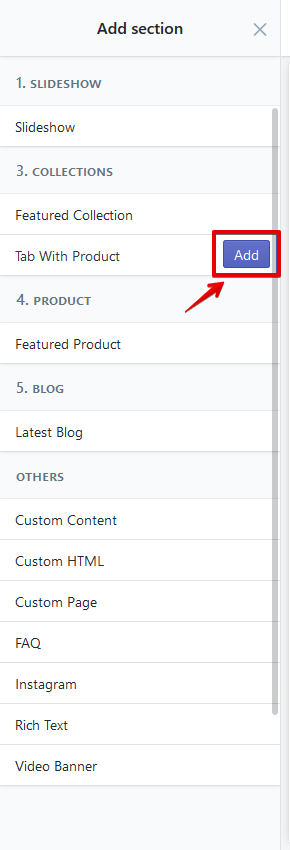 Add section
1. SLIDESHOW
Slideshow
3. COLLECTIONS
Featured Collection
Tab With Product
Add
4. PRODUCT
Featured Product
5. BLOG
Latest Blog
OTHERS
Custom Content
Custom HTML
Custom Page
FAQ
Instagram
Rich Text
Video Banner